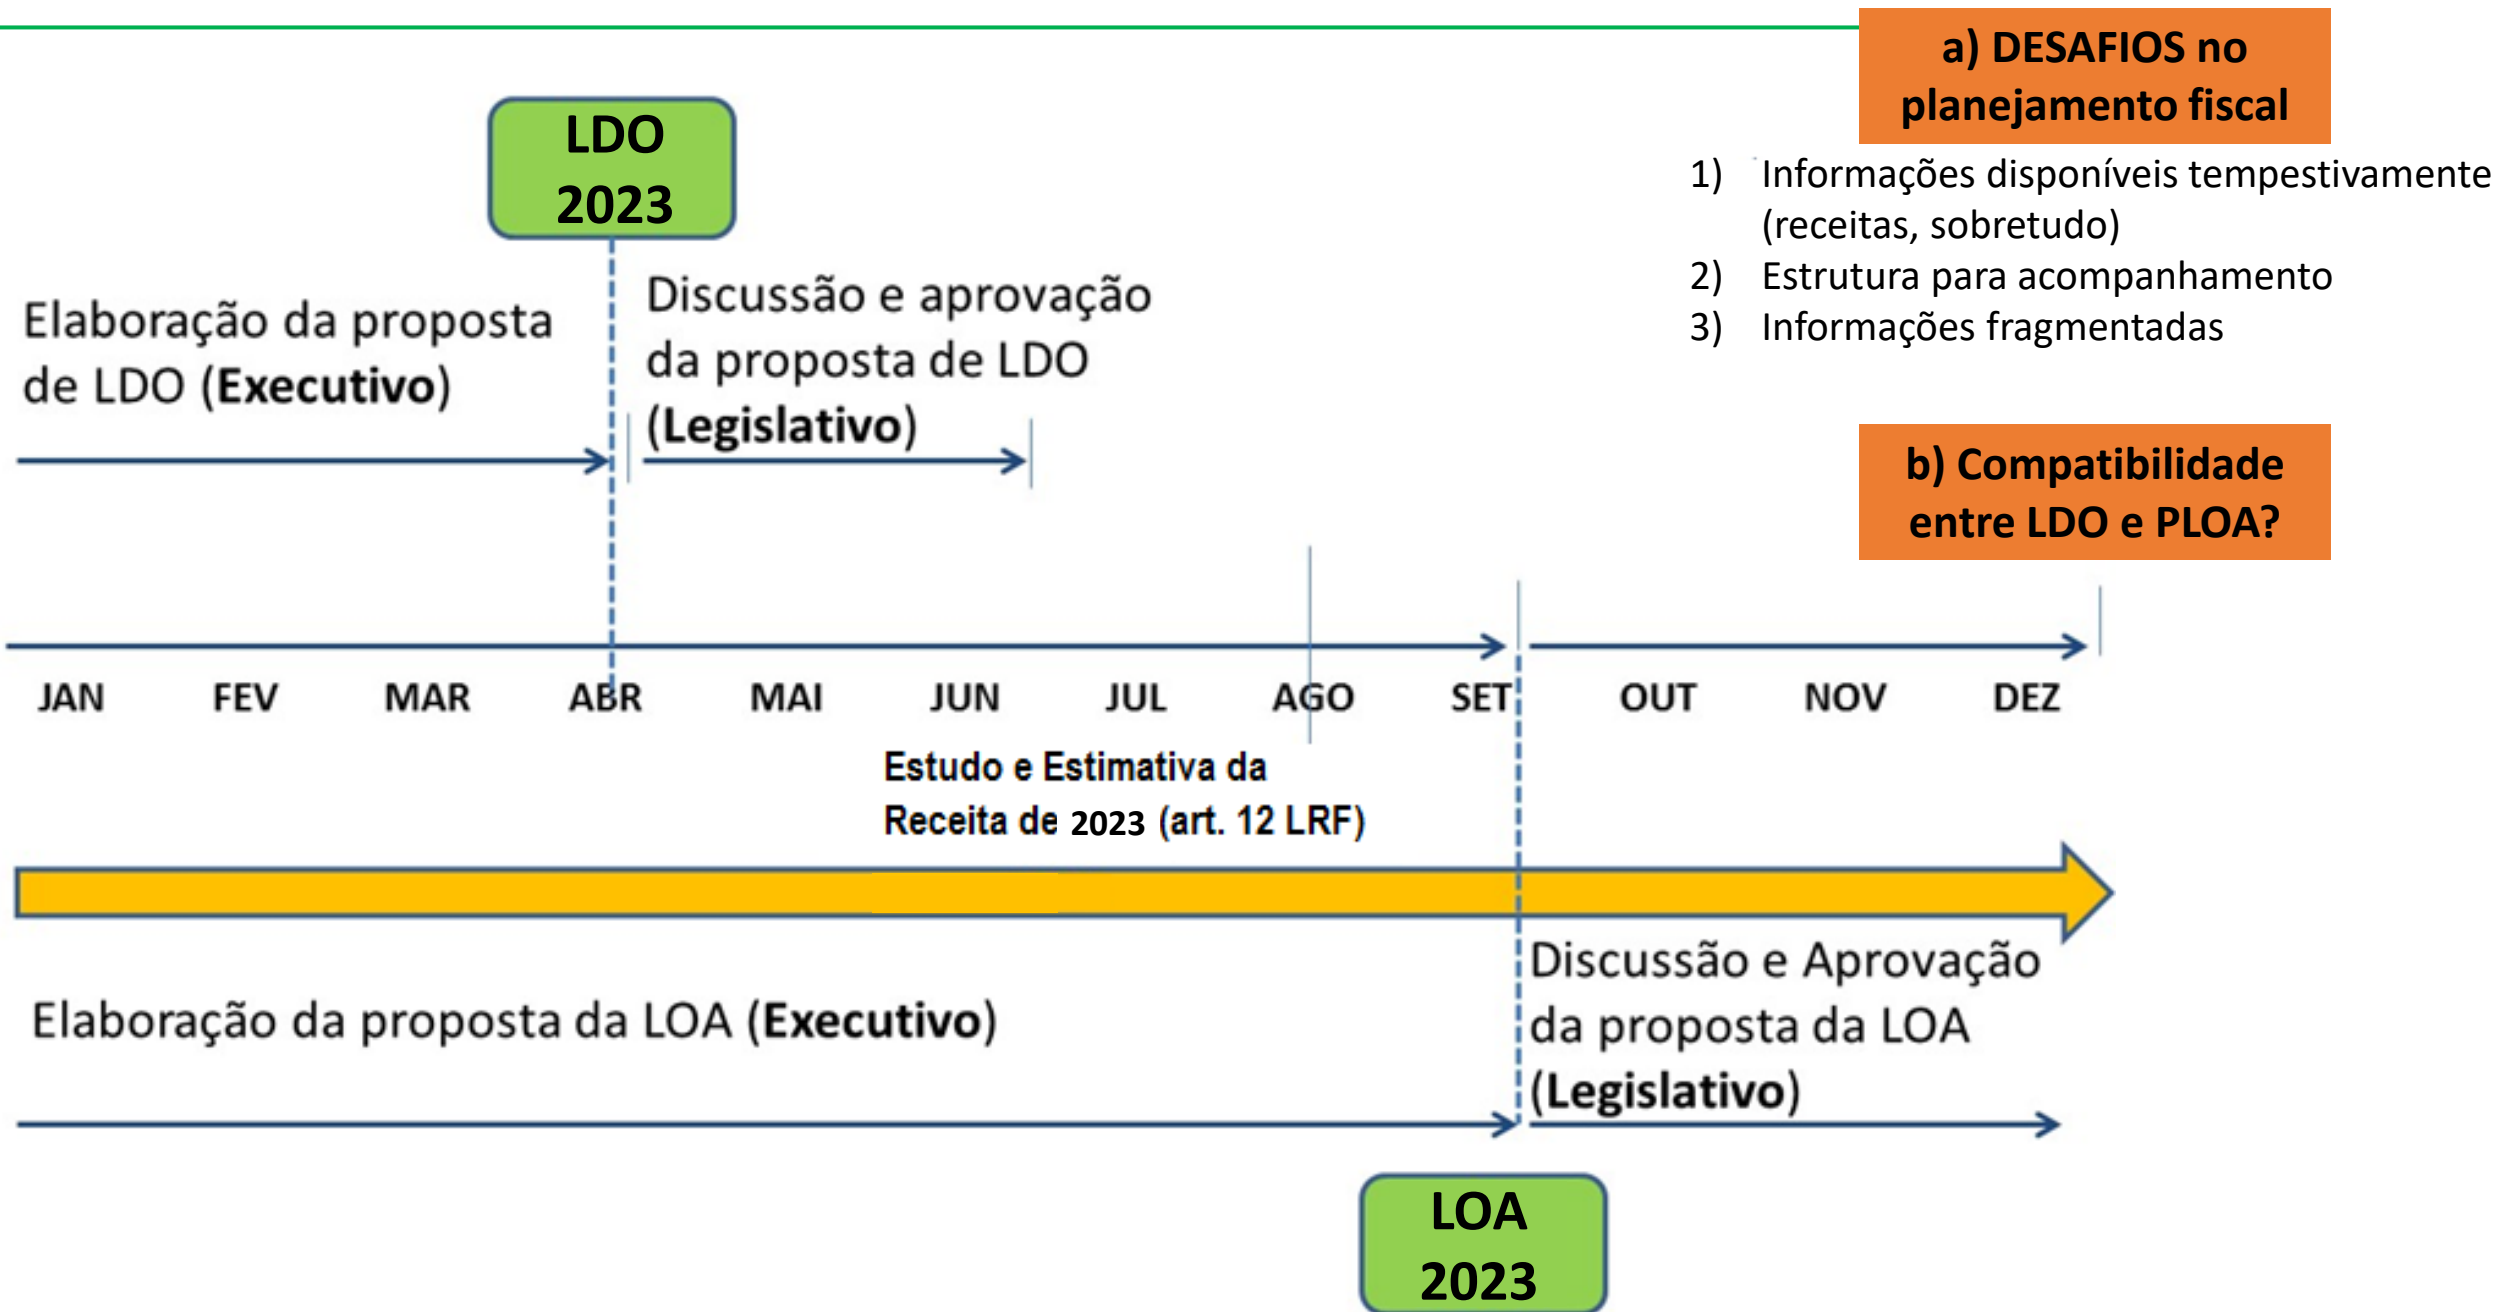 a) DESAFIOS no
planejamento fiscal
1) Informações disponíveis tempestivamente
(receitas, sobretudo)
2) Estrutura para acompanhamento
3) Informações fragmentadas
LDO
2023
Elaboração da proposta
de LDO (Executivo)
Discussão e aprovação
da proposta de LDO
(Legislativo)
b) Compatibilidade
entre LDO e PLOA?
JAN FEV MAR ABR MAI JUN JUL AGO SET OUT NOV DEZ
Estudo e Estimativa da
Receita de 2023 (art. 12 LRF)
Elaboração da proposta da LOA (Executivo)
Discussão e Aprovação
da proposta da LOA
(Legislativo)
LOA
2023